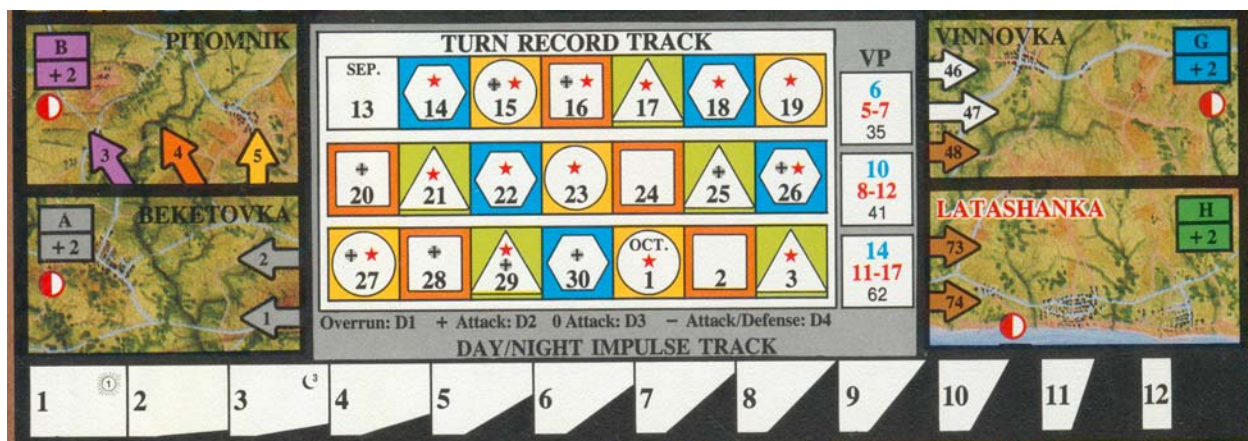 B
+ 2
PITOMNIK
3
4
5
A
+ 2
BEKETOVKA
2
1
TURN RECORD TRACK
SEP.
13 14 15 16 17 18 19
20 21 22 23 24 25 26
OCT.
27 28 29 30 1 2 3
Overrun: D1 + Attack: D2 0 Attack: D3 − Attack/Defense: D4
DAY/NIGHT IMPULSE TRACK
VP
6
5-7
35
10
8-12
41
14
11-17
62
VINNOVKA
G
+ 2
46
47
48
LATASHANKA
H
+ 2
73
74
1 1 2 3 3 4 5 6 7 8 9 10 11 12